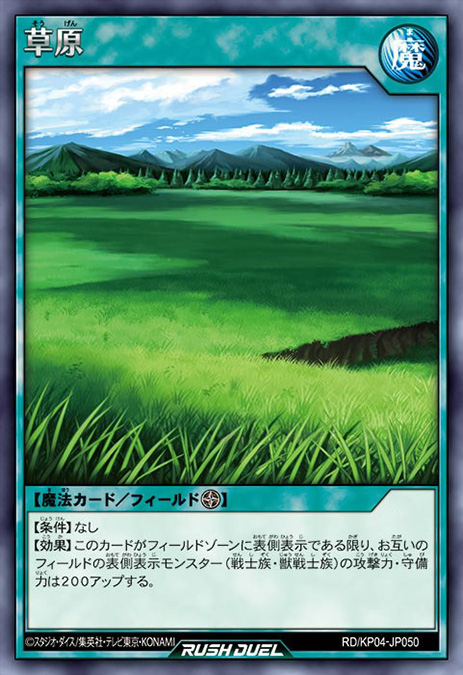 草原
魔
【魔法カード／フィールド】
【条件】なし
【効果】このカードがフィールドゾーンに表側表示である限り、お互いの
フィールドの表側表示モンスター（戦士族・獣戦士族）の攻撃力・守備
力は200アップする。
©スタジオ・ダイス/集英社・テレビ東京・KONAMI
RUSH DUEL
RD/KP04-JP050